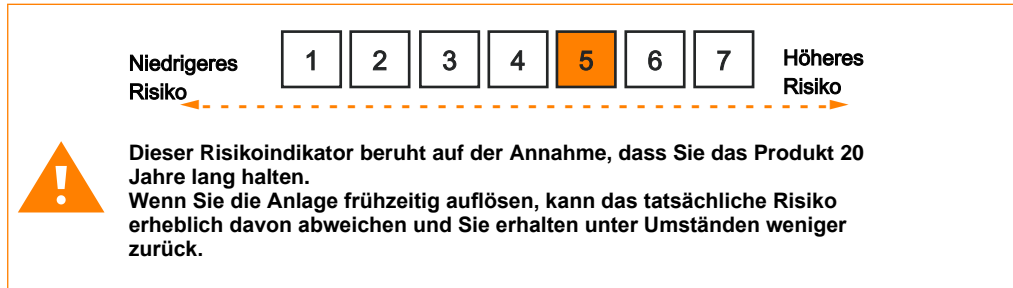 Niedrigeres
Risiko
1 2 3 4 5 6 7
Höheres
Risiko
!
Dieser Risikoindikator beruht auf der Annahme, dass Sie das Produkt 20
Jahre lang halten.
Wenn Sie die Anlage frühzeitig auflösen, kann das tatsächliche Risiko
erheblich davon abweichen und Sie erhalten unter Umständen weniger
zurück.